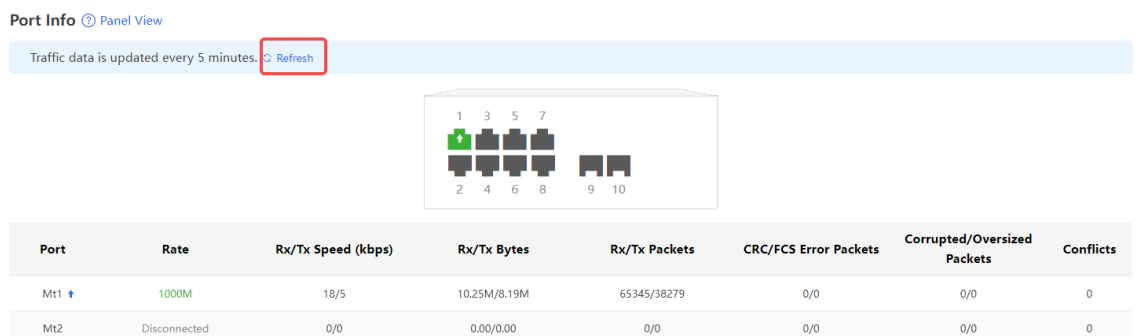 Port Info ? Panel View
Traffic data is updated every 5 minutes. Refresh
1 3 5 7
2 4 6 8 9 10
Port Rate Rx/Tx Speed (kbps) Rx/Tx Bytes Rx/Tx Packets CRC/FCS Error Packets Corrupted/Oversized Packets Conflicts
Mt1 1000M 18/5 10.25M/8.19M 65345/38279 0/0 0/0 0
Mt2 Disconnected 0/0 0.00/0.00 0/0 0/0 0/0 0